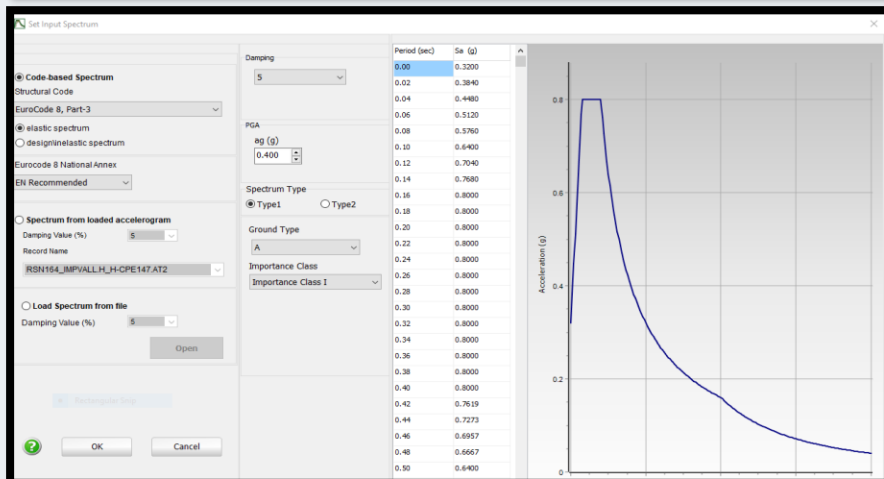 Set Input Spectrum
Code-based Spectrum
Structural Code
EuroCode 8, Part-3
elastic spectrum
design|inelastic spectrum
Eurocode 8 National Annex
EN Recommended
Spectrum from loaded accelerogram
Damping Value (%) 5
Record Name
RSN164_IMPVALL.H_H-CPE147.AT2
Load Spectrum from file
Damping Value (%) 5
Open
OK
Cancel
Damping
5
PGA
ag (g)
0.400
Spectrum Type
Type1 Type2
Ground Type
A
Importance Class
Importance Class I
Period (sec) Sa (g)
0.00 0.3200
0.02 0.3840
0.04 0.4480
0.06 0.5120
0.08 0.5760
0.10 0.6400
0.12 0.7040
0.14 0.7680
0.16 0.8000
0.18 0.8000
0.20 0.8000
0.22 0.8000
0.24 0.8000
0.26 0.8000
0.28 0.8000
0.30 0.8000
0.32 0.8000
0.34 0.8000
0.36 0.8000
0.38 0.8000
0.40 0.8000
0.42 0.7619
0.44 0.7273
0.46 0.6957
0.48 0.6667
0.50 0.6400
Acceleration (g)
0.8
0.6
0.4
0.2
0